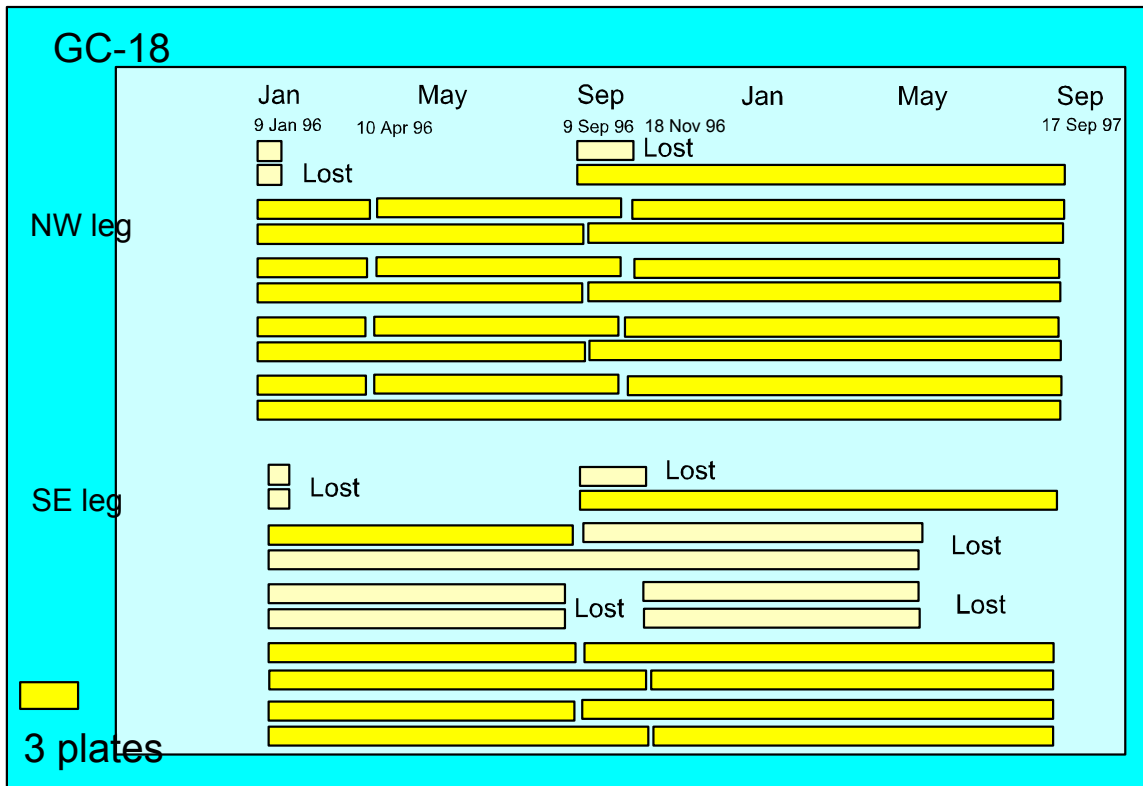 GC-18
Jan May Sep Jan May Sep
9 Jan 96 10 Apr 96 9 Sep 96 18 Nov 96 17 Sep 97
Lost
Lost
NW leg
Lost
Lost
SE leg
Lost
Lost
Lost
3 plates